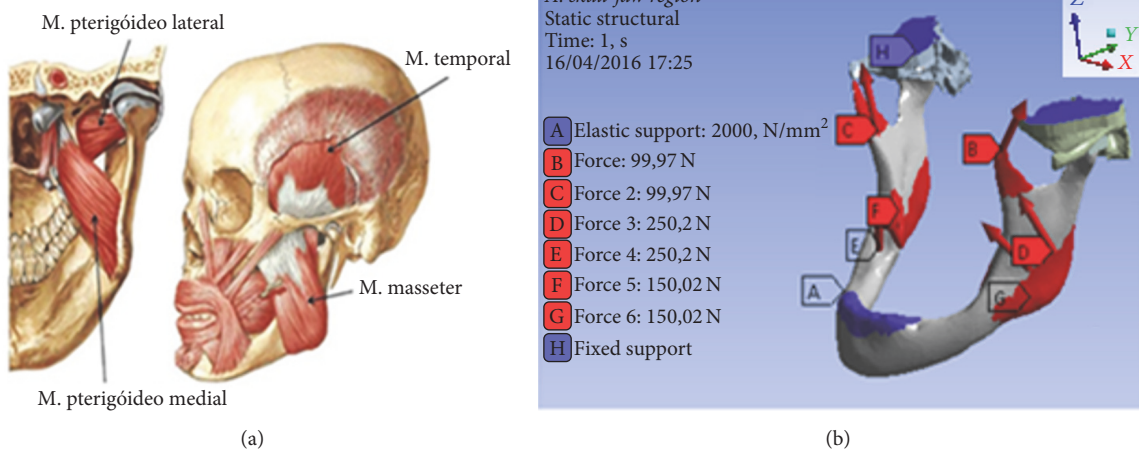 M. pterigóideo lateral
M. temporal
M. masseter
M. pterigóideo medial
(a)
Static structural
Time: 1, s
16/04/2016 17:25
A Elastic support: 2000, N/mm²
B Force: 99,97 N
C Force 2: 99,97 N
D Force 3: 250,2 N
E Force 4: 250,2 N
F Force 5: 150,02 N
G Force 6: 150,02 N
H Fixed support
H
C
B
F
E
D
A
G
Z
Y
X
(b)